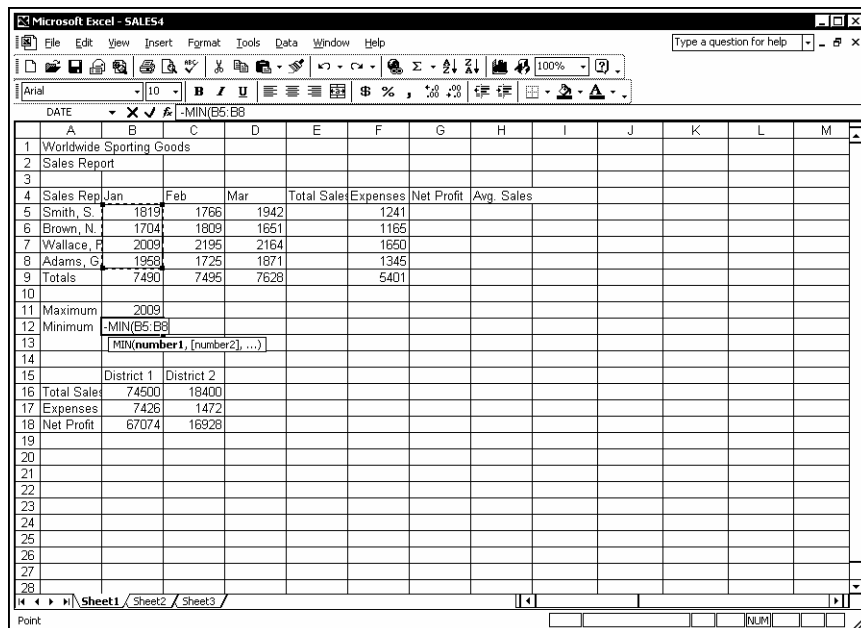 Microsoft Excel - SALES4
File Edit View Insert Format Tools Data Window Help Type a question for help
100%
Arial 10 B I U $ % ,
DATE -MIN(B5:B8
A B C D E F G H I J K L M
1 Worldwide Sporting Goods
2 Sales Report
3
4 Sales Rep Jan Feb Mar Total Sales Expenses Net Profit Avg. Sales
5 Smith, S. 1819 1766 1942 1241
6 Brown, N. 1704 1809 1651 1165
7 Wallace, F 2009 2195 2164 1650
8 Adams, G 1958 1725 1871 1345
9 Totals 7490 7495 7628 5401
10
11 Maximum 2009
12 Minimum -MIN(B5:B8
13 MIN(number1, [number2], ...)
14
15 District 1 District 2
16 Total Sales 74500 18400
17 Expenses 7426 1472
18 Net Profit 67074 16928
19
20
21
22
23
24
25
26
27
28
Sheet1 Sheet2 Sheet3
Point NUM